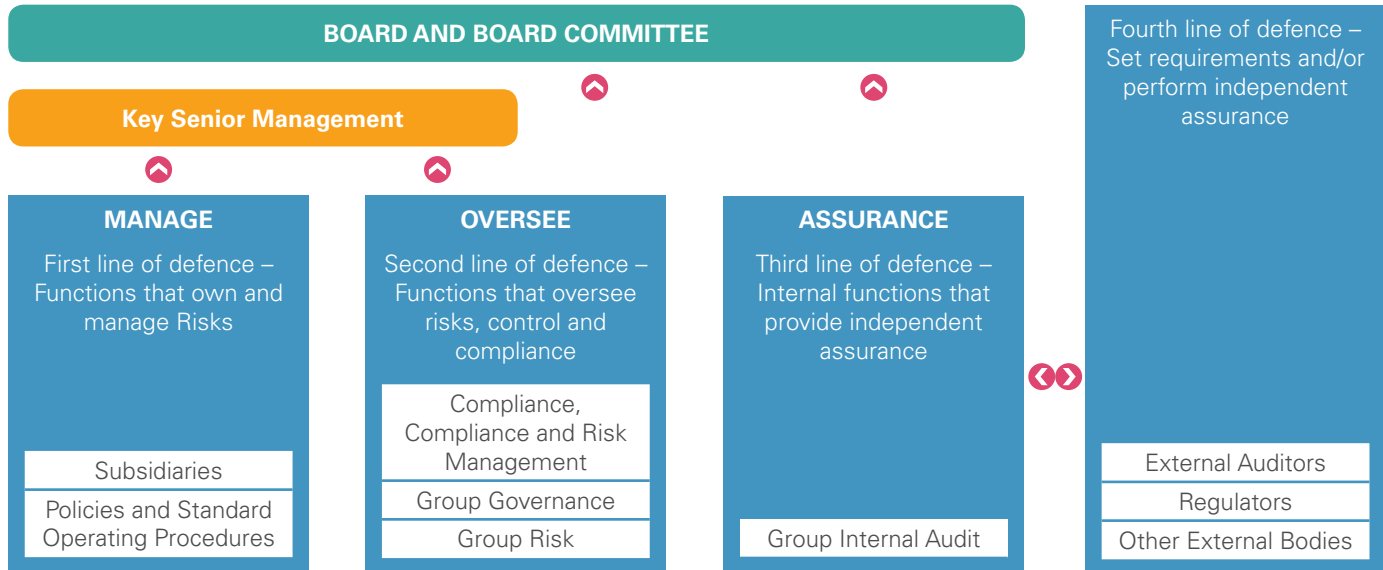 BOARD AND BOARD COMMITTEE
Key Senior Management
MANAGE
First line of defence –
Functions that own and
manage Risks
Subsidiaries
Policies and Standard
Operating Procedures
OVERSEE
Second line of defence –
Functions that oversee
risks, control and
compliance
Compliance,
Compliance and Risk
Management
Group Governance
Group Risk
ASSURANCE
Third line of defence –
Internal functions that
provide independent
assurance
Group Internal Audit
Fourth line of defence –
Set requirements and/or
perform independent
assurance
External Auditors
Regulators
Other External Bodies